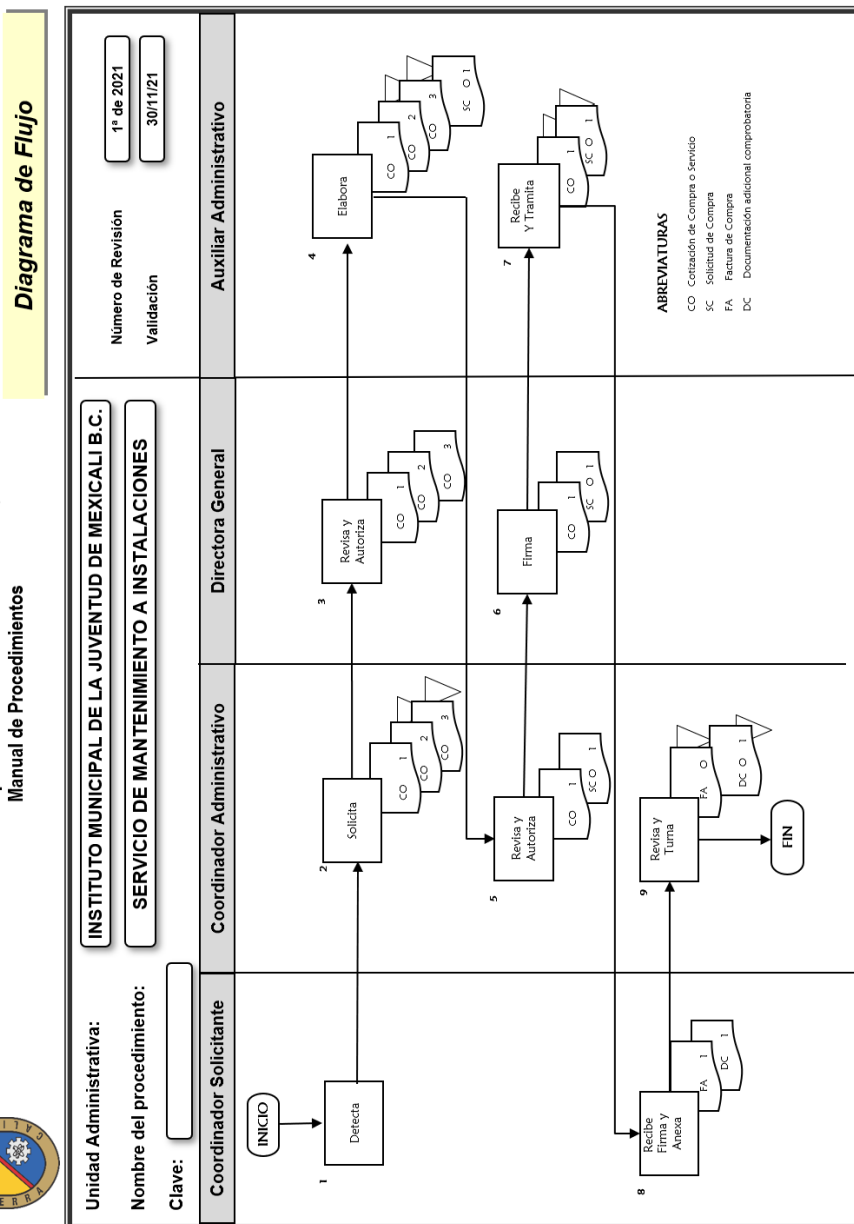 Manual de Procedimientos
Diagrama de Flujo
Unidad Administrativa:
INSTITUTO MUNICIPAL DE LA JUVENTUD DE MEXICALI B.C.
Número de Revisión
1ª de 2021
Nombre del procedimiento:
SERVICIO DE MANTENIMIENTO A INSTALACIONES
Validación
30/11/21
Clave:
Coordinador Solicitante
Coordinador Administrativo
Directora General
Auxiliar Administrativo
INICIO
1
Detecta
2
Solicita
CO 1
CO 2
CO 3
3
Revisa y
Autoriza
CO 1
CO 2
CO 3
4
Elabora
CO 1
CO 2
CO 3
SC O 1
5
Revisa y
Autoriza
CO 1
SC O 1
6
Firma
CO 1
SC O 1
7
Recibe
Y Tramita
CO 1
SC O 1
8
Recibe
Firma y
Anexa
FA 1
DC 1
9
Revisa y
Turna
FA O
DC O 1
FIN
ABREVIATURAS
CO Cotización de Compra o Servicio
SC Solicitud de Compra
FA Factura de Compra
DC Documentación adicional comprobatoria